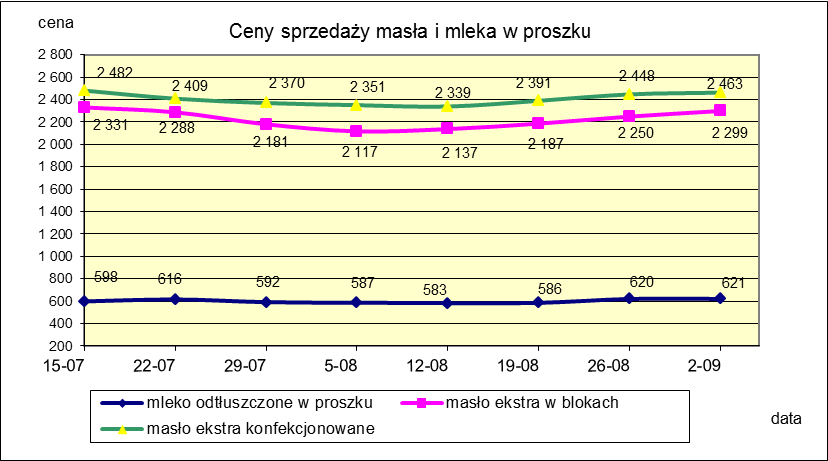 cena
Ceny sprzedaży masła i mleka w proszku
2 800
2 600
2 400
2 200
2 000
1 800
1 600
1 400
1 200
1 000
800
600
400
200
2 482 2 409 2 370 2 351 2 339 2 391 2 448 2 463
2 331 2 288 2 181 2 117 2 137 2 187 2 250 2 299
598 616 592 587 583 586 620 621
15-07 22-07 29-07 5-08 12-08 19-08 26-08 2-09
mleko odtłuszczone w proszku masło ekstra w blokach
masło ekstra konfekcjonowane
data